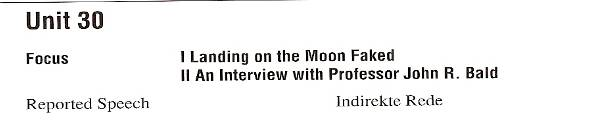 Unit 30
Focus I Landing on the Moon Faked
II An Interview with Professor John R. Bald
Reported Speech Indirekte Rede